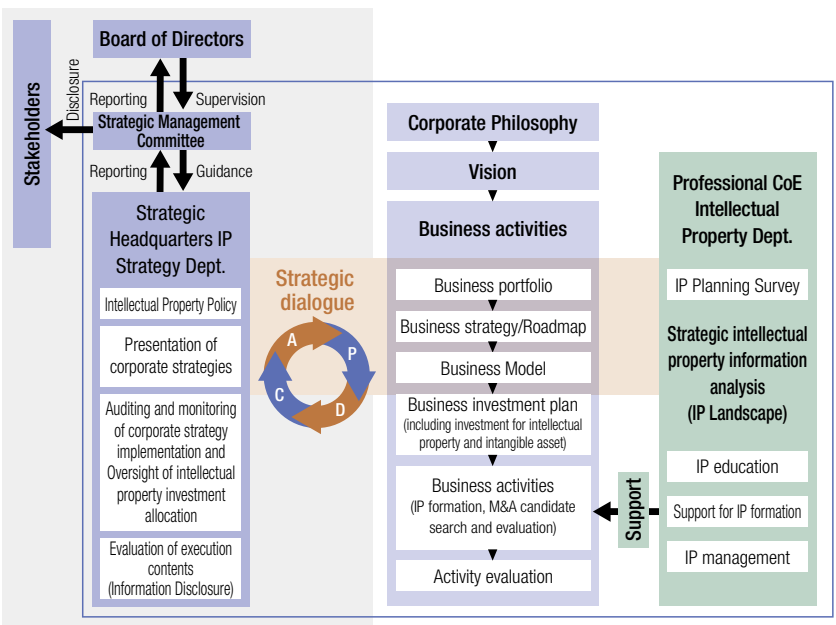 Stakeholders
Disclosure
Board of Directors
Reporting
Supervision
Strategic Management
Committee
Reporting
Guidance
Strategic
Headquarters IP
Strategy Dept.
Intellectual Property Policy
Presentation of
corporate strategies
Auditing and monitoring
of corporate strategy
implementation and
Oversight of intellectual
property investment
allocation
Evaluation of execution
contents
(Information Disclosure)
Strategic
dialogue
A
P
C
D
Corporate Philosophy
Vision
Business activities
Business portfolio
Business strategy/Roadmap
Business Model
Business investment plan
(including investment for intellectual
property and intangible asset)
Business activities
(IP formation, M&A candidate
search and evaluation)
Activity evaluation
Support
Professional CoE
Intellectual
Property Dept.
IP Planning Survey
Strategic intellectual
property information
analysis
(IP Landscape)
IP education
Support for IP formation
IP management